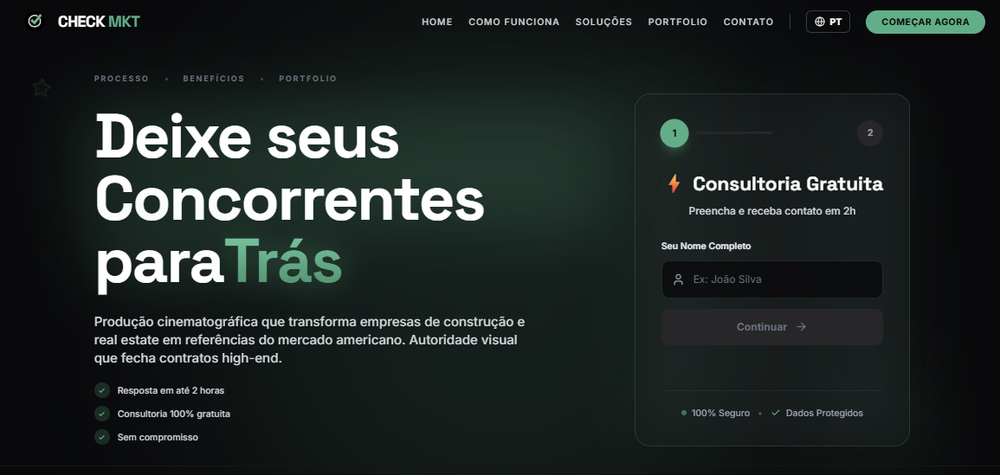 CHECK MKT
HOME COMO FUNCIONA SOLUÇÕES PORTFOLIO CONTATO PT COMEÇAR AGORA
PROCESSO • BENEFÍCIOS • PORTFOLIO
Deixe seus
Concorrentes
paraTrás
Produção cinematográfica que transforma empresas de construção e
real estate em referências do mercado americano. Autoridade visual
que fecha contratos high-end.
Resposta em até 2 horas
Consultoria 100% gratuita
Sem compromisso
1 2
Consultoria Gratuita
Preencha e receba contato em 2h
Seu Nome Completo
Ex: João Silva
Continuar →
100% Seguro • Dados Protegidos